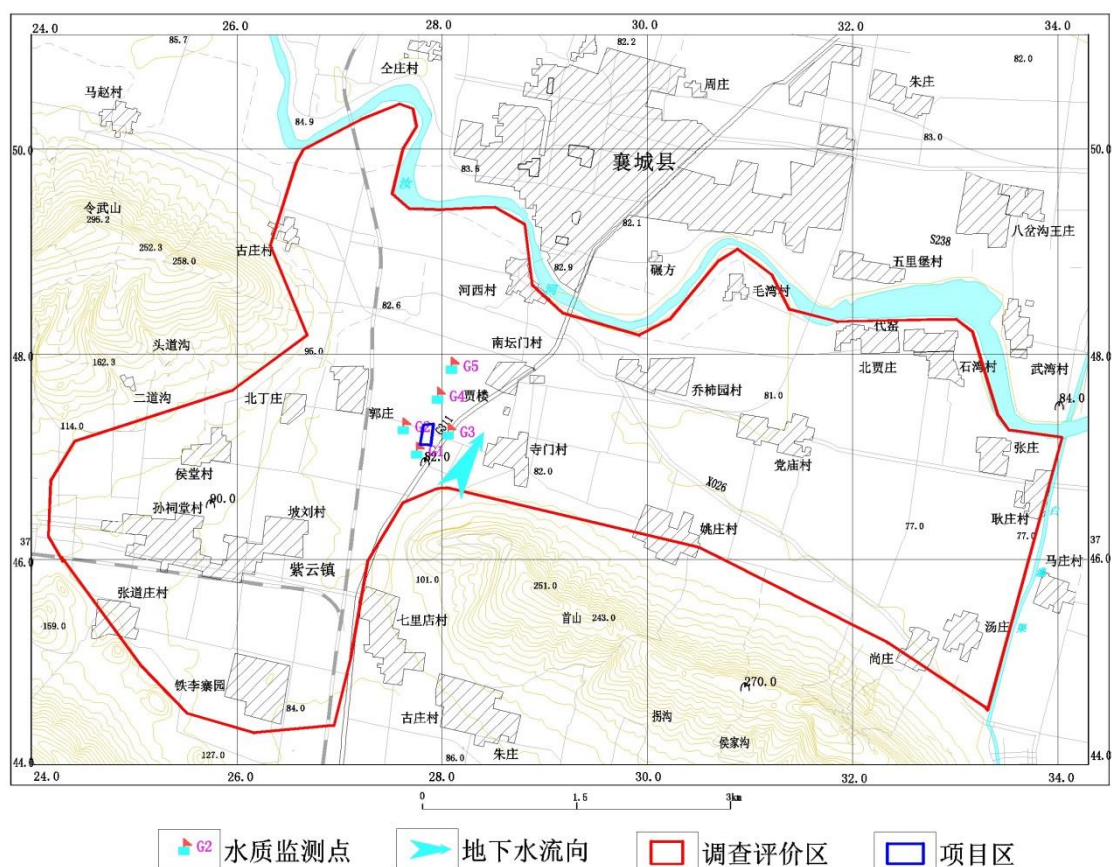 24.0 26.0 28.0 30.0 32.0 34.0
85.7 82.2 82.0
仝庄村 周庄 朱庄
马赵村
84.9 83.0
50.0 50.0
83.5 襄城县
汝
令武山
295.2
八岔沟王庄
252.3 82.1 S238
古庄村 258.0
五里堡村
82.9 碾方
河西村 河 毛湾村
82.6
代窑
南坛门村
头道沟 95.0
48.0 48.0
162.3 G5 北贾庄 石湾村 武湾村
二道沟 北丁庄 G4 贾楼 乔柿园村 81.0 84.0
郭庄 G2 G311 G3
114.0 G1 寺门村 张庄
82.0 82.0 党庙村
侯堂村 X026
90.0
孙祠堂村 坡刘村 姚庄村 77.0 耿庄村
77.0
37 37
46.0 46.0
紫云镇 马庄村
101.0 251.0
张道庄村 首山 243.0
159.0 七里店村 汤庄
渠
尚庄
铁李寨园 270.0
84.0 古庄村 拐沟
朱庄 侯家沟
127.0 86.0
44.0 44.0
24.0 26.0 28.0 30.0 32.0 34.0
0 1.5 3km
G2 水质监测点 地下水流向 调查评价区 项目区